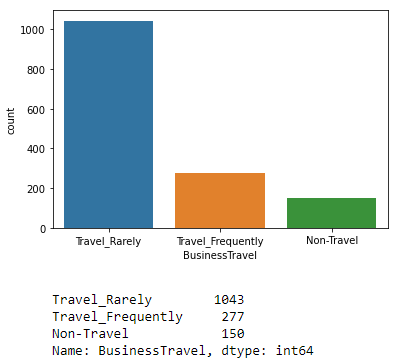 1000
800
600
400
200
0
count
Travel_Rarely Travel_Frequently Non-Travel
BusinessTravel
Travel_Rarely 1043
Travel_Frequently 277
Non-Travel 150
Name: BusinessTravel, dtype: int64